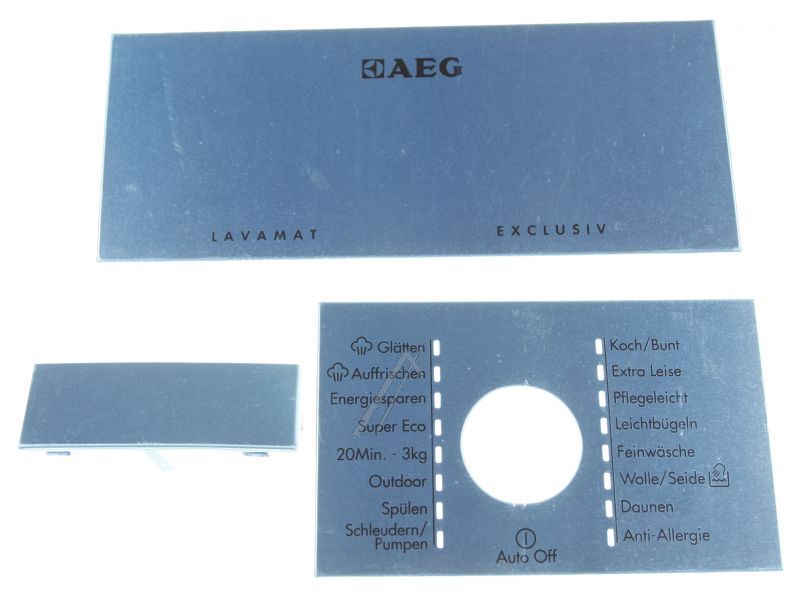 AEG
LAVAMAT EXCLUSIV
Glätten
Auffrischen
Energiesparen
Super Eco
20Min. - 3kg
Outdoor
Spülen
Schleudern/
Pumpen
Auto Off
Koch/Bunt
Extra Leise
Pflegeleicht
Leichtbügeln
Feinwäsche
Wolle/Seide
Daunen
Anti-Allergie